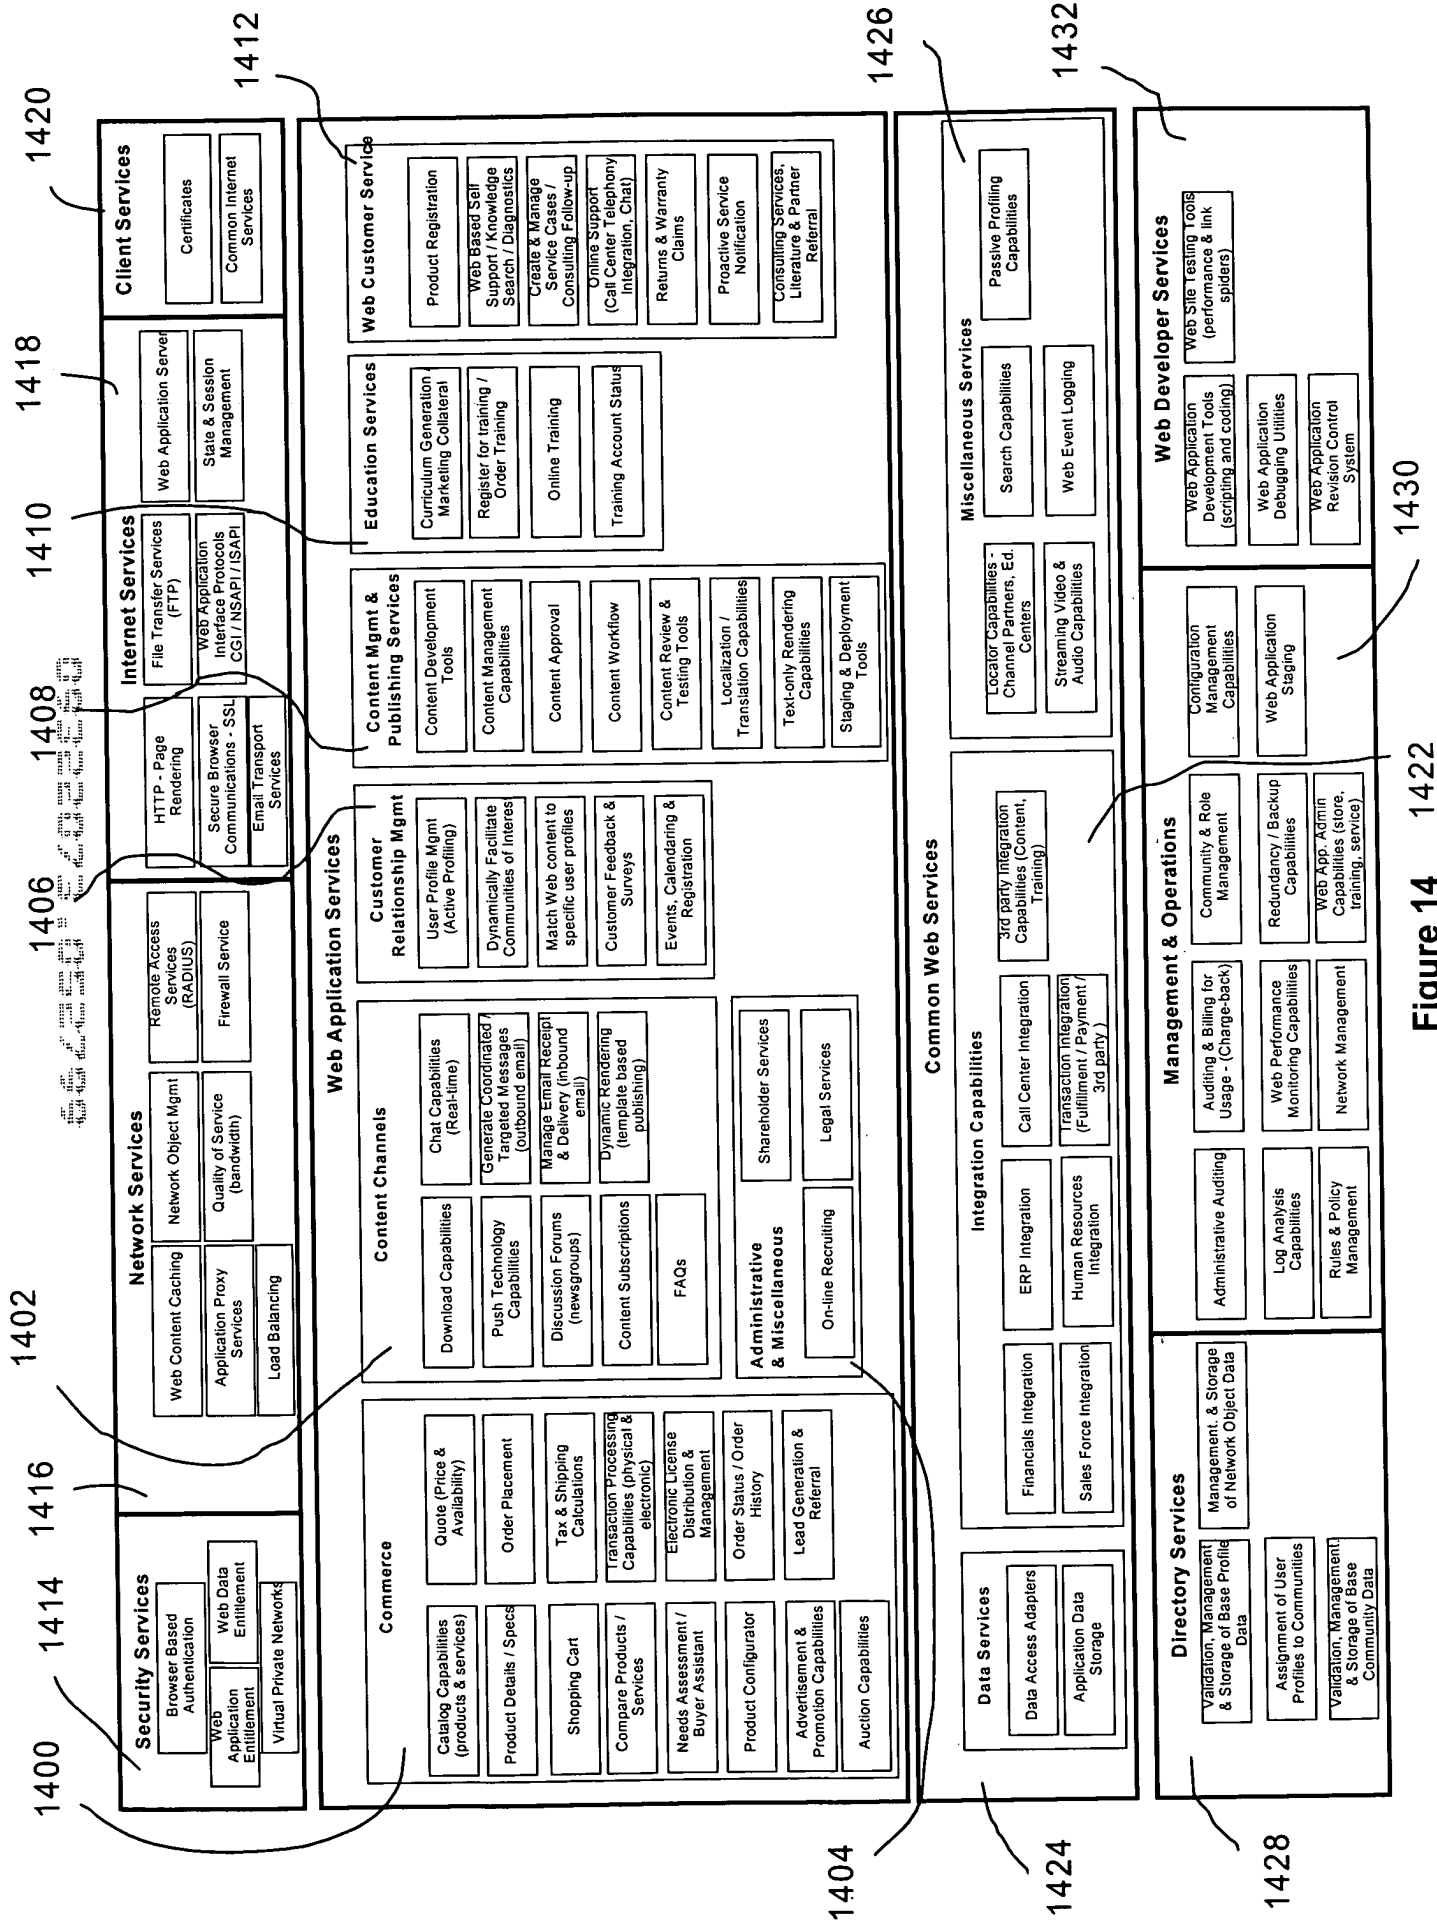 1400
1414
1416
1402
1406
1408
1410
1418
1420
1412
Security Services
Browser Based
Authentication
Web
Application
Entitlement
Web Data
Entitlement
Virtual Private Networks
Network Services
Web Content Caching
Network Object Mgmt
Remote Access
Services
(RADIUS)
Application Proxy
Services
Quality of Service
(bandwidth)
Firewall Service
Load Balancing
Internet Services
HTTP - Page
Rendering
File Transfer Services
(FTP)
Web Application Server
Secure Browser
Communications - SSL
Web Application
Interface Protocols
CGI / NSAPI / ISAPI
State & Session
Management
Email Transport
Services
Client Services
Certificates
Common Internet
Services
Web Application Services
Commerce
Catalog Capabilities
(products & services)
Quote (Price &
Availability)
Product Details / Specs
Order Placement
Shopping Cart
Tax & Shipping
Calculations
Compare Products /
Services
Transaction Processing
Capabilities (physical &
electronic)
Needs Assessment /
Buyer Assistant
Electronic License
Distribution &
Management
Product Configurator
Order Status / Order
History
Advertisement &
Promotion Capabilities
Lead Generation &
Referral
Auction Capabilities
Content Channels
Download Capabilities
Chat Capabilities
(Real-time)
Push Technology
Capabilities
Generate Coordinated /
Targeted Messages
(outbound email)
Discussion Forums
(newsgroups)
Manage Email Receipt
& Delivery (inbound
email)
Content Subscriptions
Dynamic Rendering
(template based
publishing)
FAQs
Administrative
& Miscellaneous
Shareholder Services
On-line Recruiting
Legal Services
Customer
Relationship Mgmt
User Profile Mgmt
(Active Profiling)
Dynamically Facilitate
Communities of Interest
Match Web content to
specific user profiles
Customer Feedback &
Surveys
Events, Calendaring &
Registration
Content Mgmt &
Publishing Services
Content Development
Tools
Content Management
Capabilities
Content Approval
Content Workflow
Content Review &
Testing Tools
Localization /
Translation Capabilities
Text-only Rendering
Capabilities
Staging & Deployment
Tools
Education Services
Curriculum Generation /
Marketing Collateral
Register for training /
Order Training
Online Training
Training Account Status
Web Customer Service
Product Registration
Web Based Self
Support / Knowledge
Search / Diagnostics
Create & Manage
Service Cases /
Consulting Follow-up
Online Support
(Call Center Telephony
Integration, Chat)
Returns & Warranty
Claims
Proactive Service
Notification
Consulting Services,
Literature & Partner
Referral
Common Web Services
Data Services
Data Access Adapters
Application Data
Storage
Integration Capabilities
Financials Integration
ERP Integration
Call Center Integration
3rd party Integration
Capabilities (Content,
Training)
Sales Force Integration
Human Resources
Integration
Transaction Integration
(Fulfillment / Payment /
3rd party )
Miscellaneous Services
Locator Capabilities -
Channel Partners, Ed.
Centers
Search Capabilities
Passive Profiling
Capabilities
Streaming Video &
Audio Capabilities
Web Event Logging
Directory Services
Validation, Management
& Storage of Base Profile
Data
Management. & Storage
of Network Object Data
Assignment of User
Profiles to Communities
Validation, Management,
& Storage of Base
Community Data
Management & Operations
Administrative Auditing
Auditing & Billing for
Usage - (Charge-back)
Community & Role
Management
Configuration
Management
Capabilities
Log Analysis
Capabilities
Web Performance
Monitoring Capabilities
Redundancy / Backup
Capabilities
Web Application
Staging
Rules & Policy
Management
Network Management
Web App. Admin
Capabilities (store,
training, service)
Web Developer Services
Web Application
Development Tools
(scripting and coding)
Web Site Testing Tools
(performance & link
spiders)
Web Application
Debugging Utilities
Web Application
Revision Control
System
1404
1424
1428
1422
1430
1426
1432
Figure 14